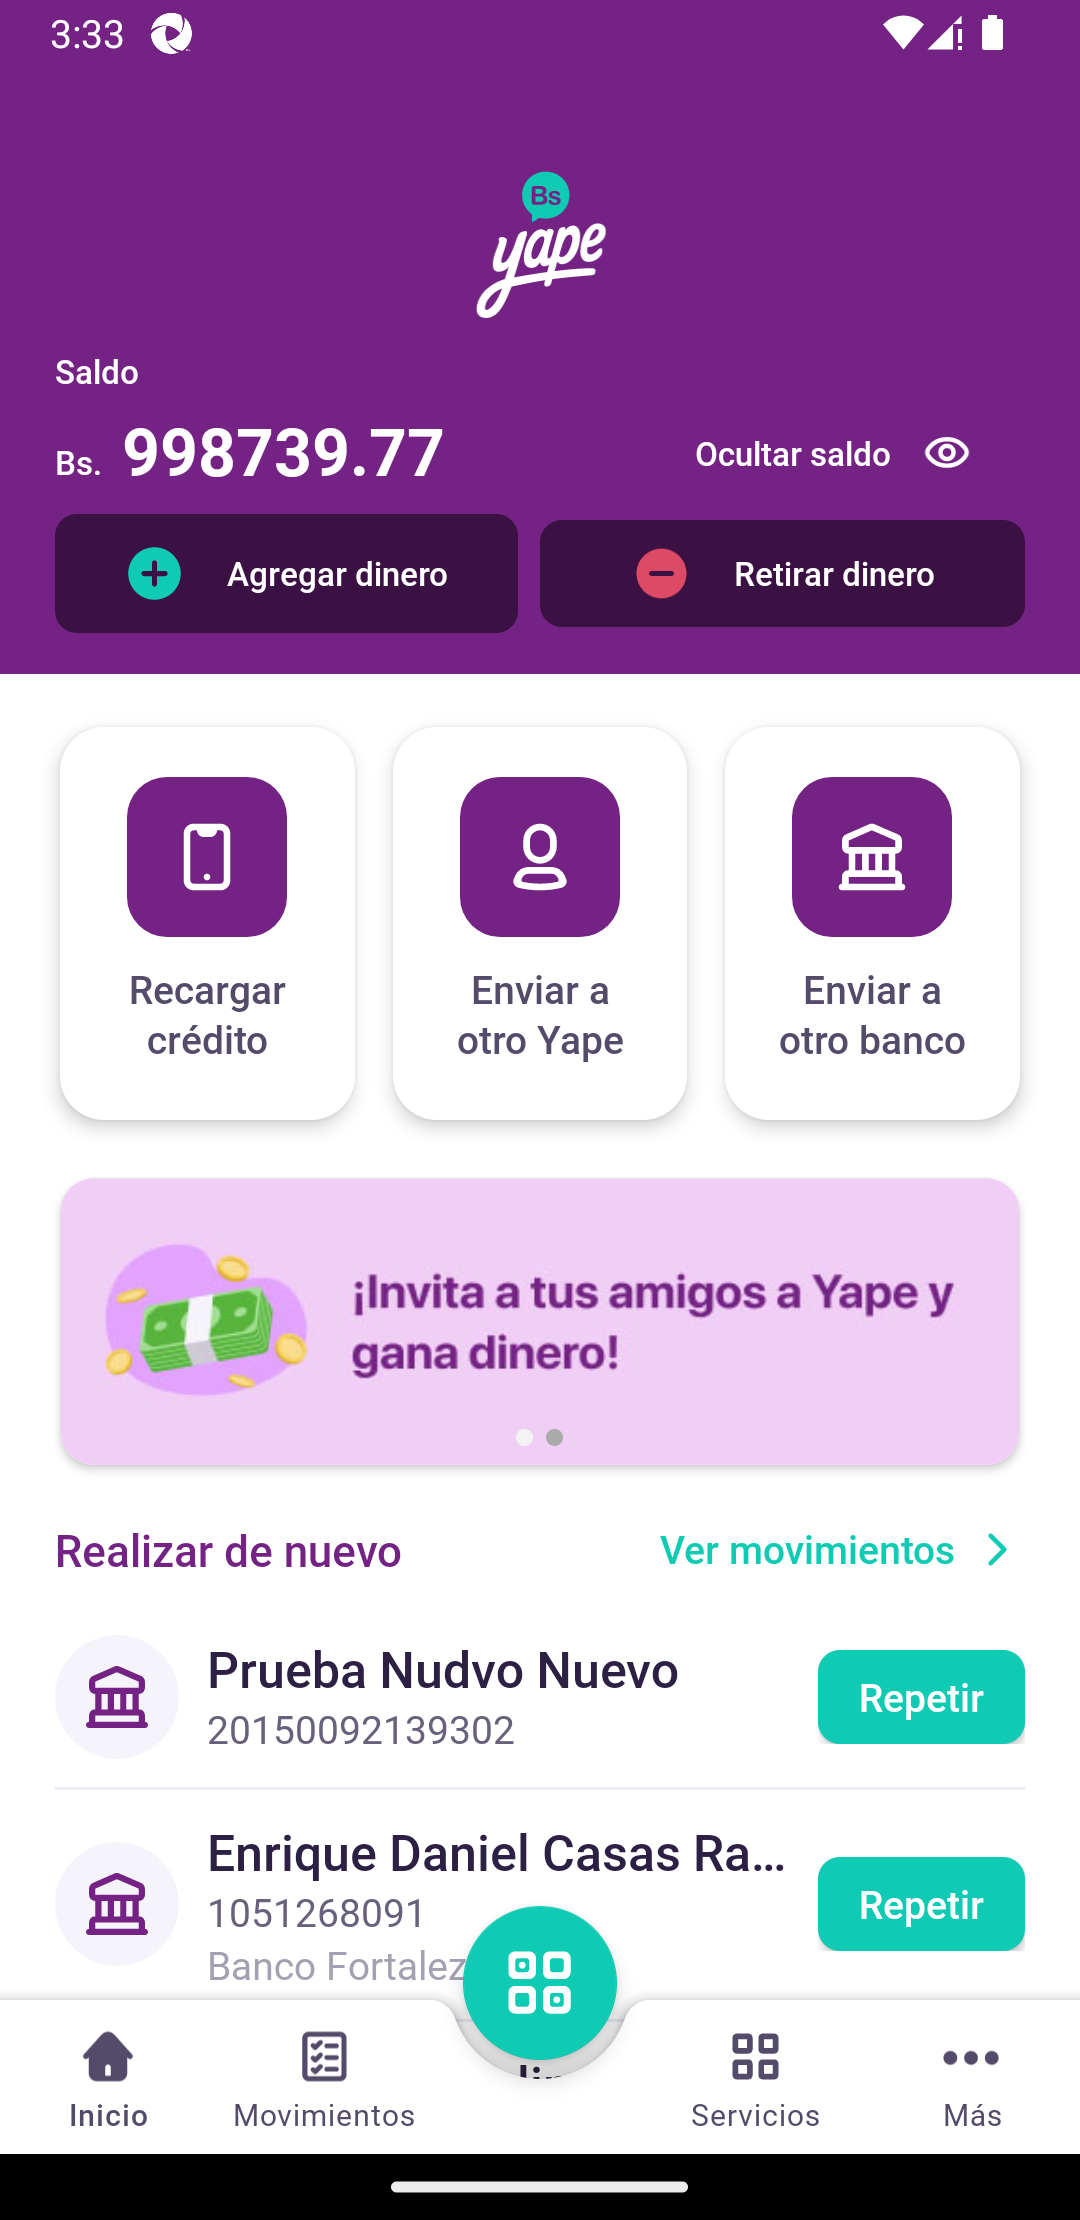 3:33
Bs
yape
Saldo
Bs. 998739.77
Ocultar saldo
Agregar dinero
Retirar dinero
Recargar
crédito
Enviar a
otro Yape
Enviar a
otro banco
¡Invita a tus amigos a Yape y
gana dinero!
Realizar de nuevo
Ver movimientos
Prueba Nudvo Nuevo
20150092139302
Repetir
Enrique Daniel Casas Ra...
1051268091
Banco Fortalez
Repetir
Inicio
Movimientos
Servicios
Más